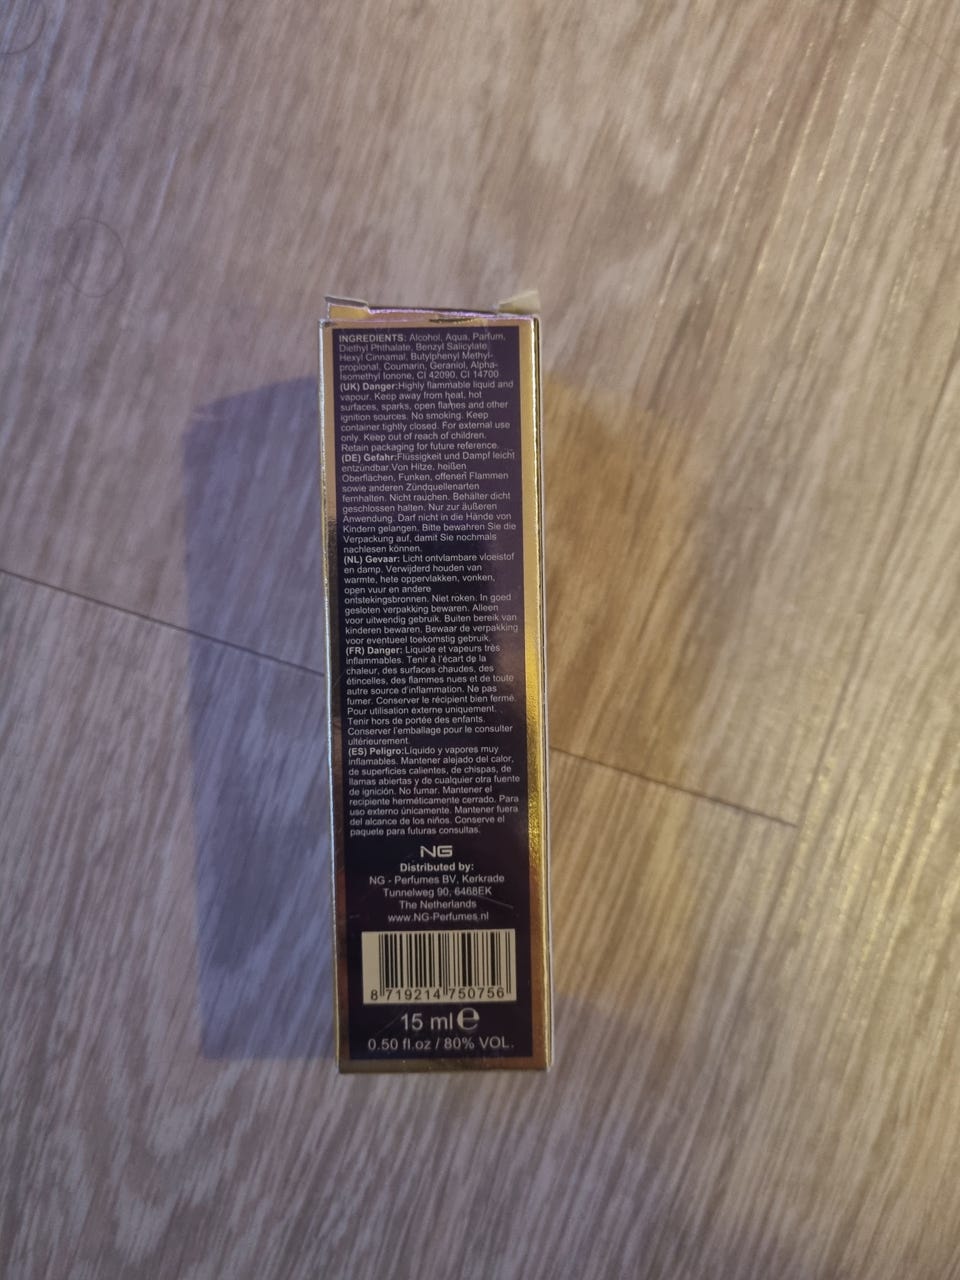 INGREDIENTS: Alcohol, Aqua, Parfum,
Diethyl Phthalate, Benzyl Salicylate,
Hexyl Cinnamal, Butylphenyl Methyl-
propional, Coumarin, Geraniol, Alpha-
Isomethyl Ionone, CI 42090, CI 14700
(UK) Danger:Highly flammable liquid and
vapour. Keep away from heat, hot
surfaces, sparks, open flames and other
ignition sources. No smoking. Keep
container tightly closed. For external use
only. Keep out of reach of children.
Retain packaging for future reference.
(DE) Gefahr:Flüssigkeit und Dampf leicht
entzündbar.Von Hitze, heißen
Oberflächen, Funken, offenen Flammen
sowie anderen Zündquellenarten
fernhalten. Nicht rauchen. Behälter dicht
geschlossen halten. Nur zur äußeren
Anwendung. Darf nicht in die Hände von
Kindern gelangen. Bitte bewahren Sie die
Verpackung auf, damit Sie nochmals
nachlesen können.
(NL) Gevaar: Licht ontvlambare vloeistof
en damp. Verwijderd houden van
warmte, hete oppervlakken, vonken,
open vuur en andere
ontstekingsbronnen. Niet roken. In goed
gesloten verpakking bewaren. Alleen
voor uitwendig gebruik. Buiten bereik van
kinderen bewaren. Bewaar de verpakking
voor eventueel toekomstig gebruik.
(FR) Danger: Liquide et vapeurs très
inflammables. Tenir à l'écart de la
chaleur, des surfaces chaudes, des
étincelles, des flammes nues et de toute
autre source d'inflammation. Ne pas
fumer. Conserver le récipient bien fermé.
Pour utilisation externe uniquement.
Tenir hors de portée des enfants.
Conserver l'emballage pour le consulter
ultérieurement.
(ES) Peligro:Líquido y vapores muy
inflamables. Mantener alejado del calor,
de superficies calientes, de chispas, de
llamas abiertas y de cualquier otra fuente
de ignición. No fumar. Mantener el
recipiente herméticamente cerrado. Para
uso externo únicamente. Mantener fuera
del alcance de los niños. Conserve el
paquete para futuras consultas.
NG
Distributed by:
NG - Perfumes BV, Kerkrade
Tunnelweg 90, 6468EK
The Netherlands
www.NG-Perfumes.nl
8 719214 750756
15 ml e
0.50 fl.oz / 80% VOL.